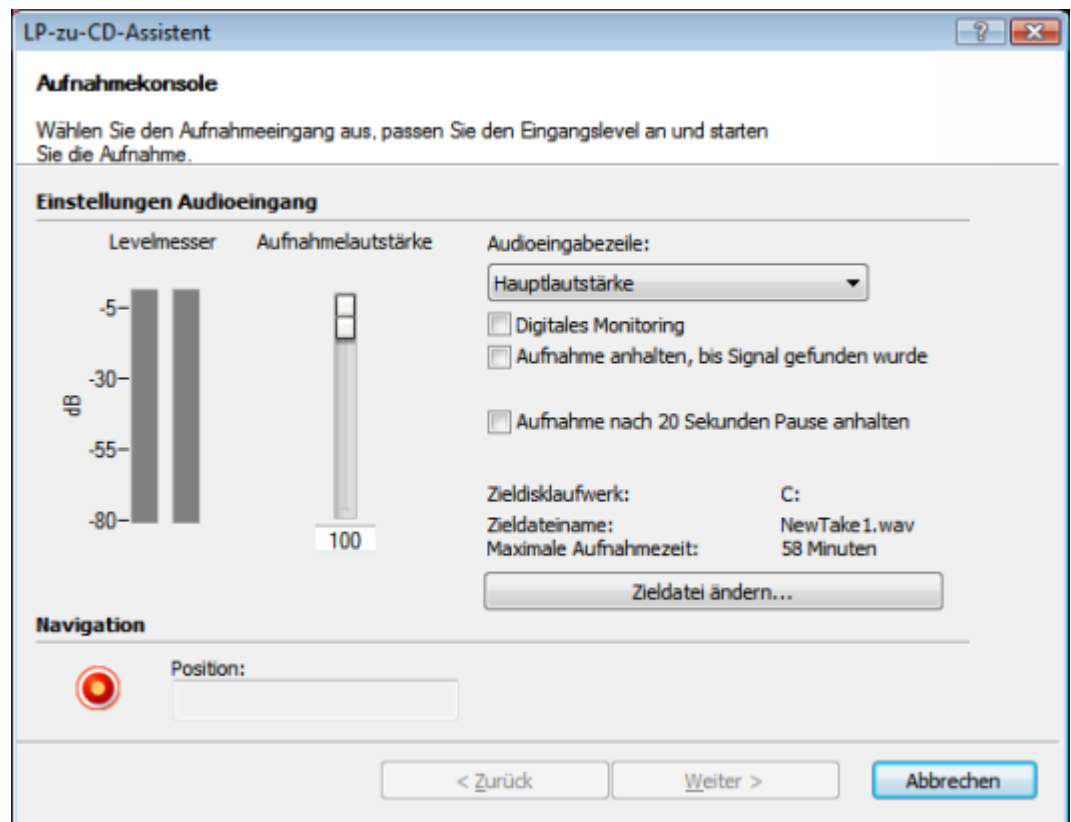 LP-zu-CD-Assistent
Aufnahmekonsole
Wählen Sie den Aufnahmeeingang aus, passen Sie den Eingangslevel an und starten
Sie die Aufnahme.
Einstellungen Audioeingang
Levelmesser Aufnahmelautstärke
Audioeingabezeile:
Hauptlautstärke
Digitales Monitoring
Aufnahme anhalten, bis Signal gefunden wurde
Aufnahme nach 20 Sekunden Pause anhalten
-5
-30
dB
-55
-80
100
Zieldisklaufwerk: C:
Zieldateiname: NewTake1.wav
Maximale Aufnahmezeit: 58 Minuten
Zieldatei ändern...
Navigation
Position:
< Zurück
Weiter >
Abbrechen